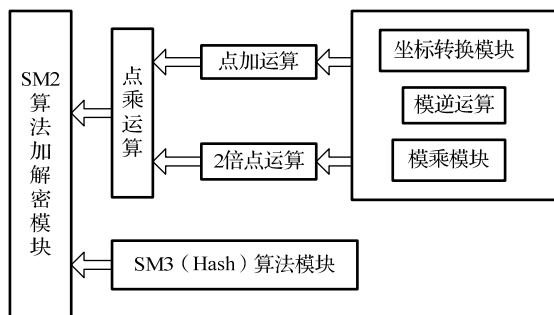 SM2
算法加解密模块
点乘运算
点加运算
2倍点运算
坐标转换模块
模逆运算
模乘模块
SM3（Hash）算法模块